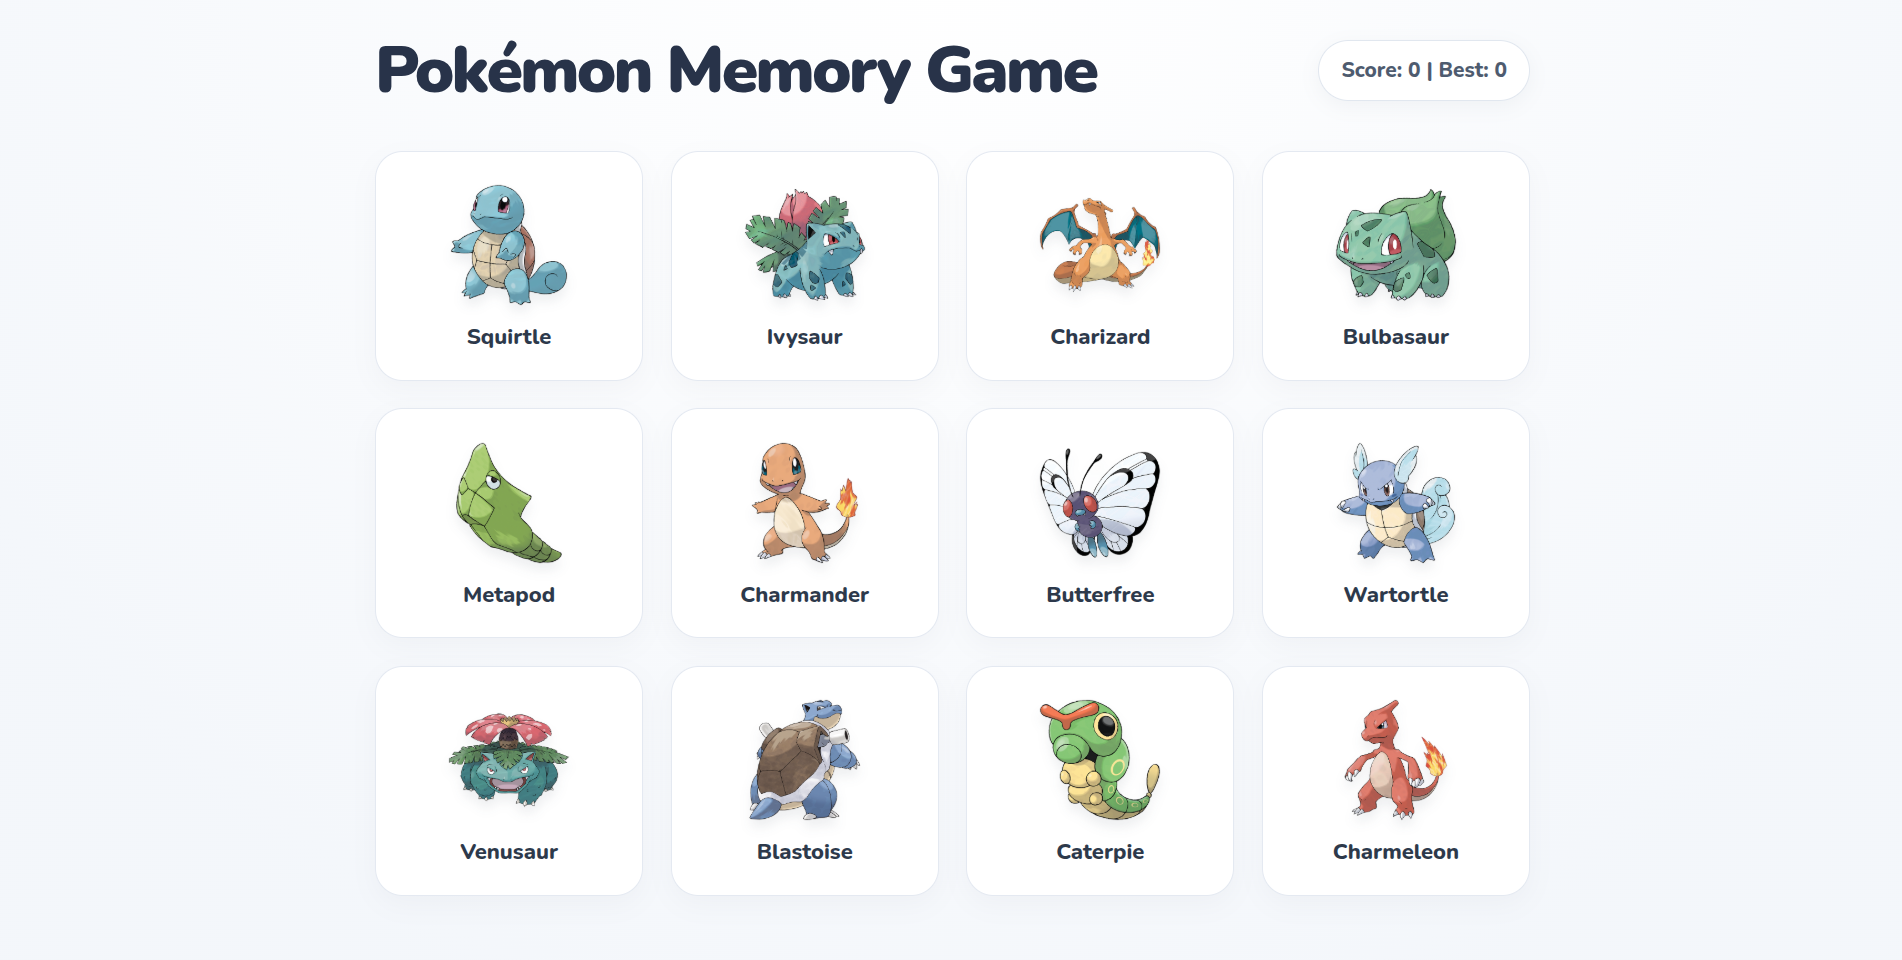 Pokémon Memory Game
Score: 0 | Best: 0
Squirtle
Ivysaur
Charizard
Bulbasaur
Metapod
Charmander
Butterfree
Wartortle
Venusaur
Blastoise
Caterpie
Charmeleon